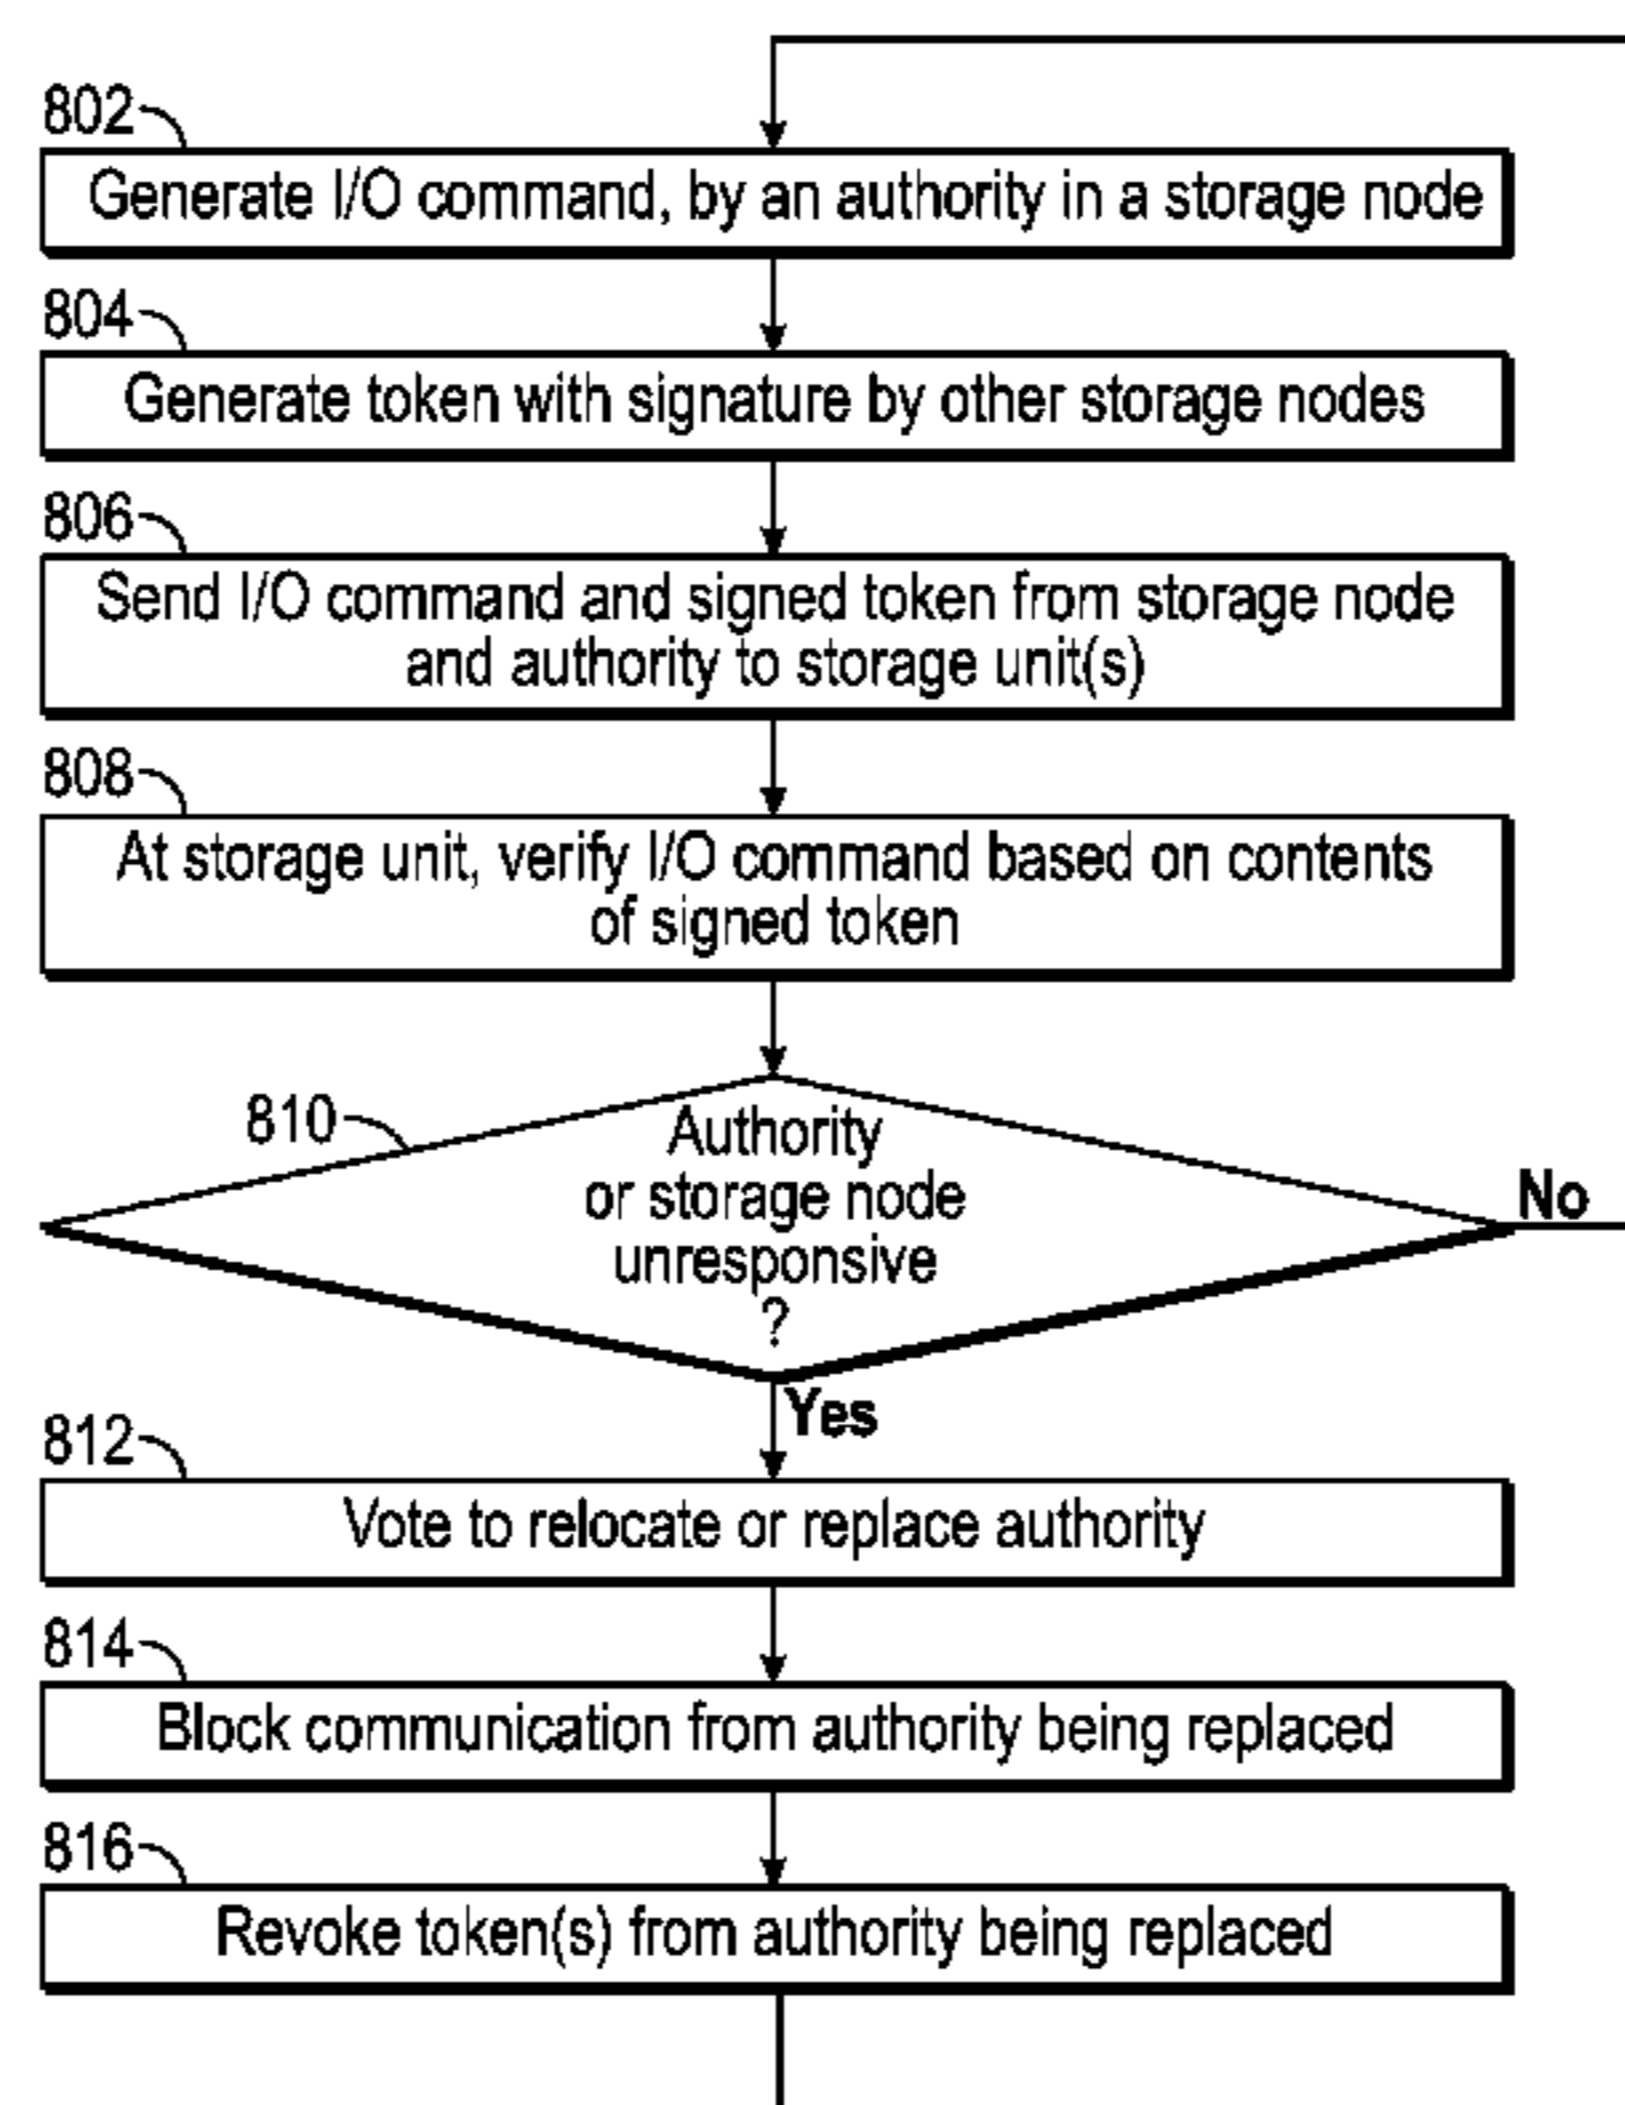 802
Generate I/O command, by an authority in a storage node
804
Generate token with signature by other storage nodes
806
Send I/O command and signed token from storage node
and authority to storage unit(s)
808
At storage unit, verify I/O command based on contents
of signed token
810
Authority
or storage node
unresponsive
?
No
Yes
812
Vote to relocate or replace authority
814
Block communication from authority being replaced
816
Revoke token(s) from authority being replaced